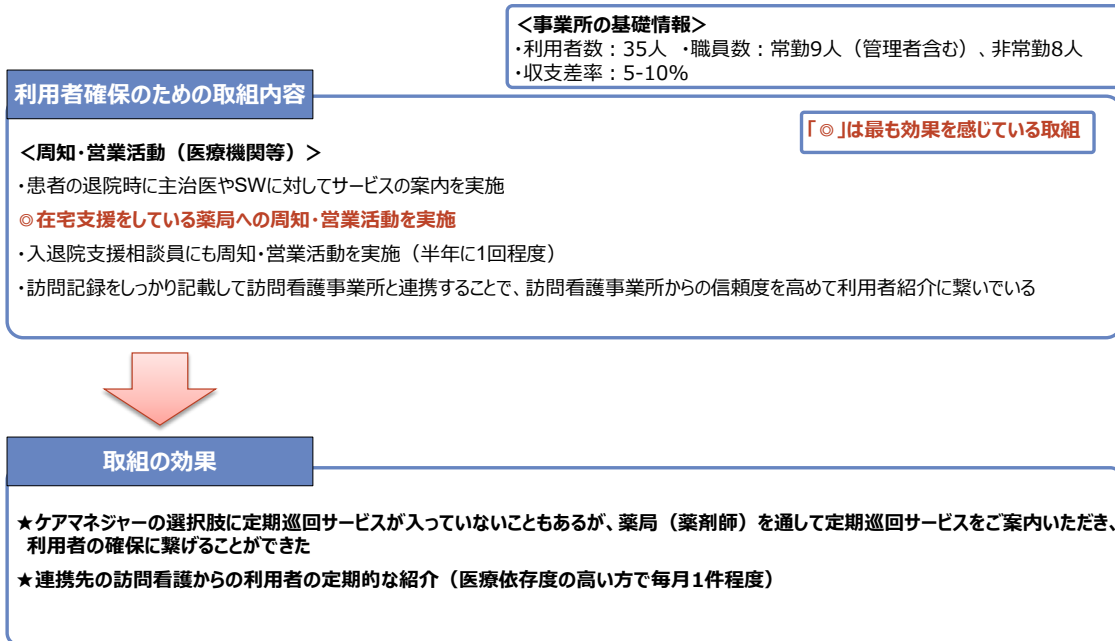 <事業所の基礎情報>
・利用者数：35人 ・職員数：常勤9人（管理者含む）、非常勤8人
・収支差率：5-10%
利用者確保のための取組内容
「◎」は最も効果を感じている取組
<周知・営業活動（医療機関等）>
・患者の退院時に主治医やSWに対してサービスの案内を実施
◎在宅支援をしている薬局への周知・営業活動を実施
・入退院支援相談員にも周知・営業活動を実施（半年に1回程度）
・訪問記録をしっかり記載して訪問看護事業所と連携することで、訪問看護事業所からの信頼度を高めて利用者紹介に繋いでいる
取組の効果
★ケアマネジャーの選択肢に定期巡回サービスが入っていないこともあるが、薬局（薬剤師）を通して定期巡回サービスをご案内いただき、
利用者の確保に繋げることができた
★連携先の訪問看護からの利用者の定期的な紹介（医療依存度の高い方で毎月1件程度）